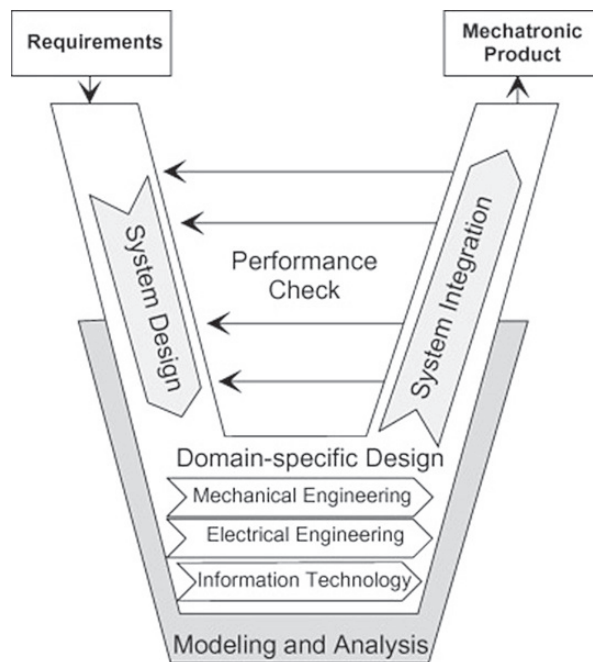 Requirements
Mechatronic
Product
System Design
Performance
Check
System Integration
Domain-specific Design
Mechanical Engineering
Electrical Engineering
Information Technology
Modeling and Analysis